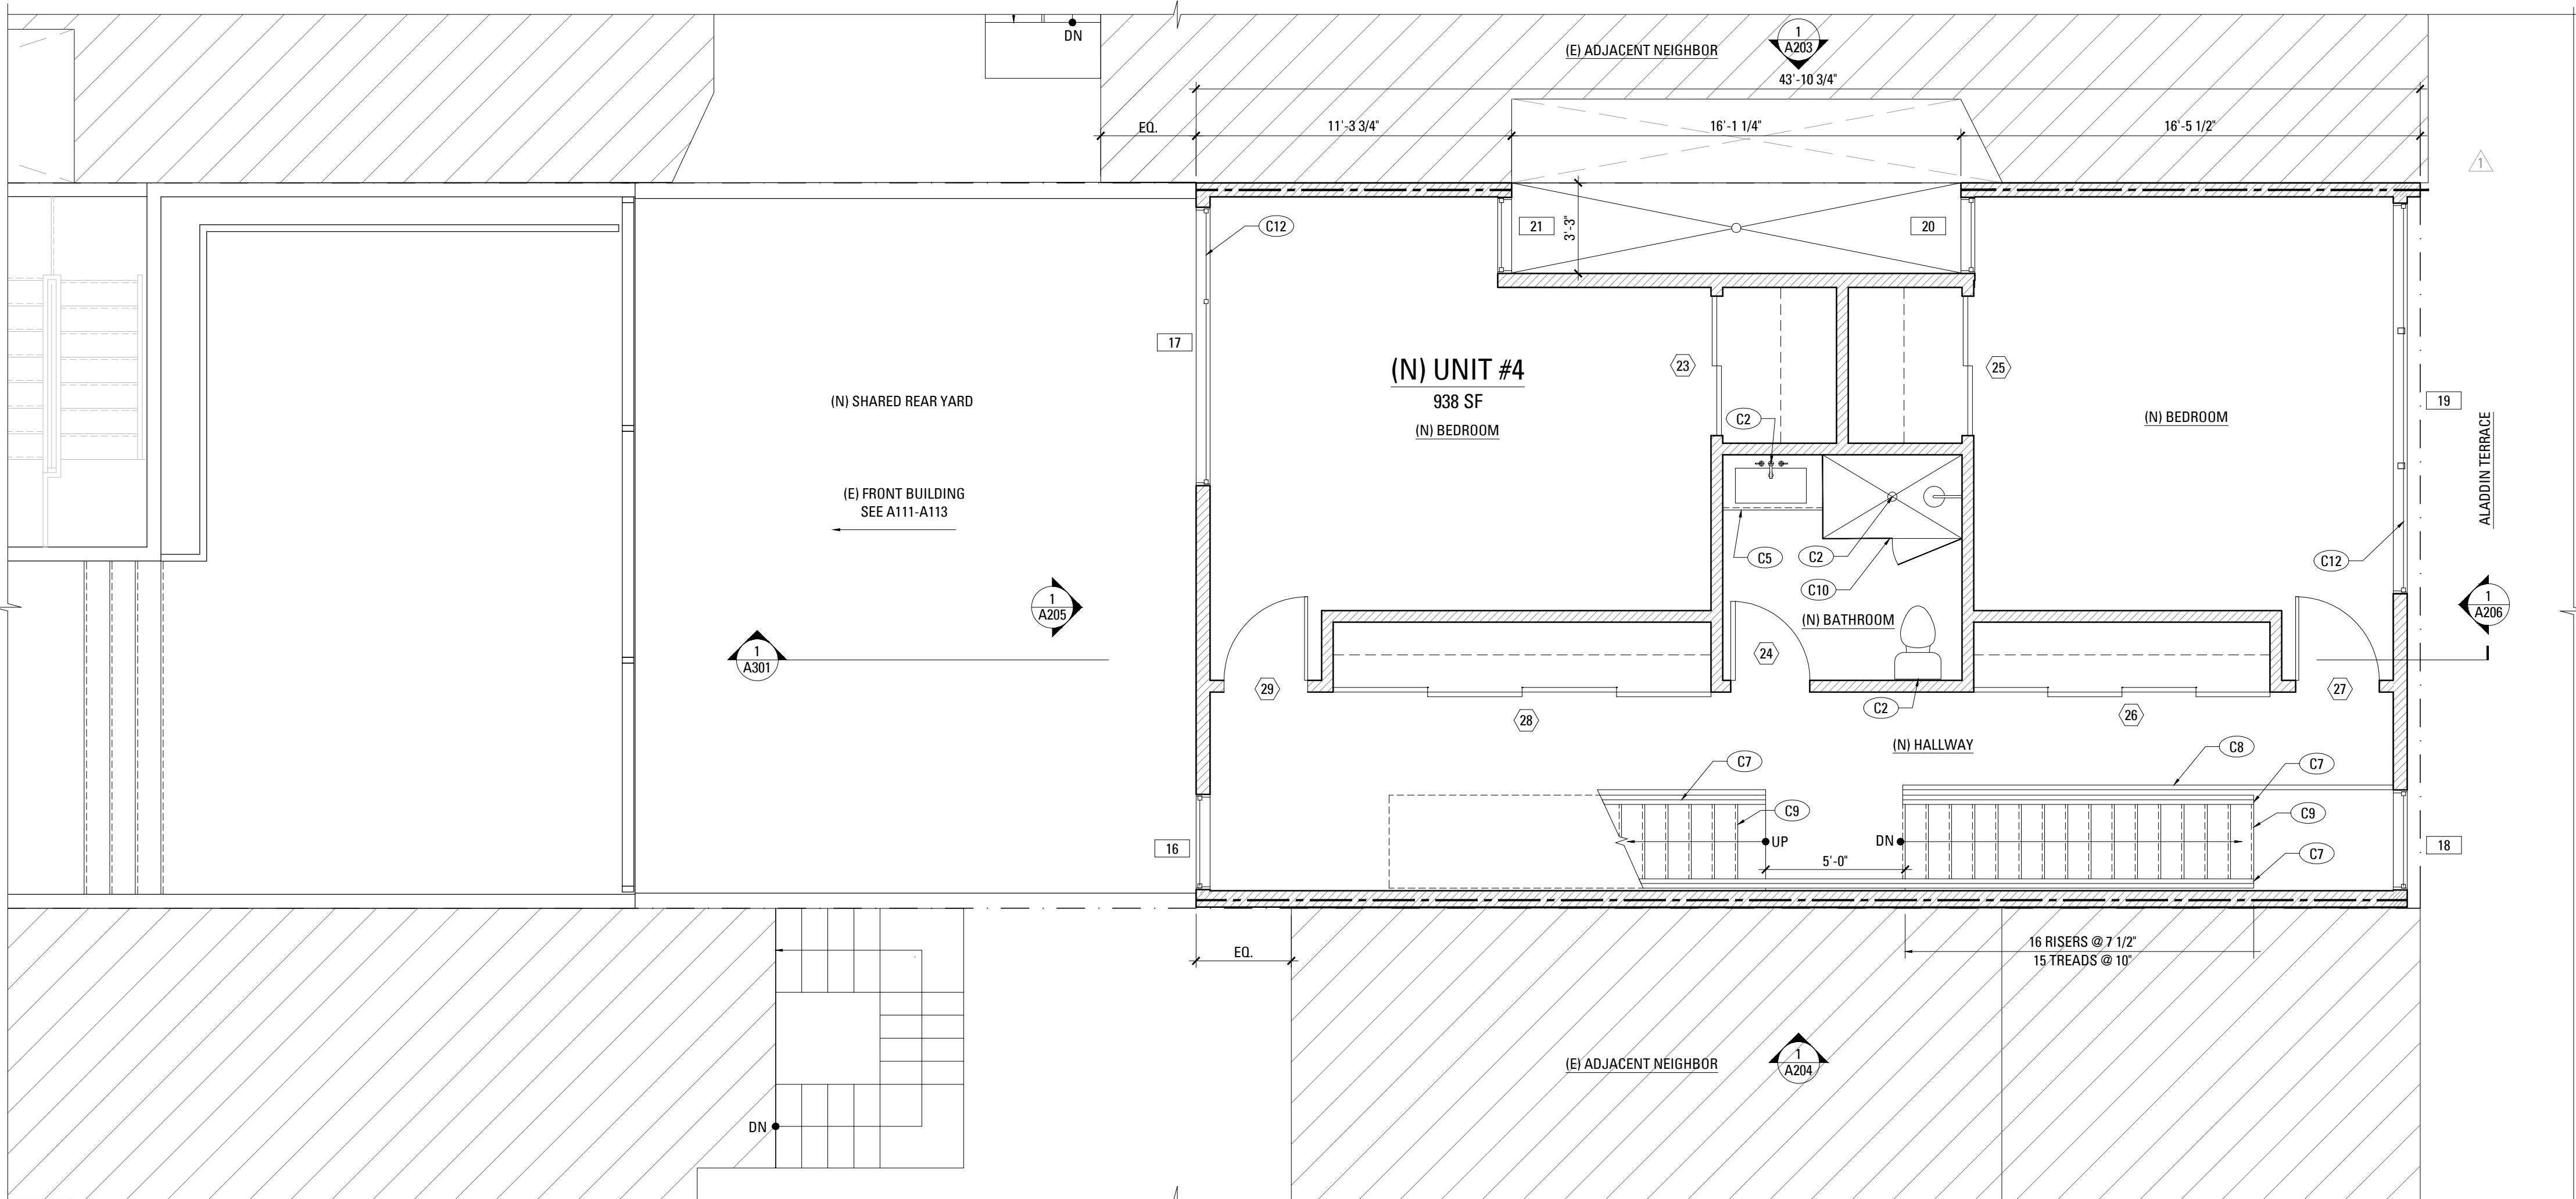 DN
(E) ADJACENT NEIGHBOR
1
A203
43'-10 3/4"
EQ.
11'-3 3/4"
16'-1 1/4"
16'-5 1/2"
1
C12
21
3'-3"
20
17
(N) SHARED REAR YARD
(N) UNIT #4
938 SF
(N) BEDROOM
23
25
C2
(N) BEDROOM
19
ALADDIN TERRACE
(E) FRONT BUILDING
SEE A111-A113
C5
C2
C10
C12
1
A205
1
A206
(N) BATHROOM
1
A301
24
29
27
28
C2
26
(N) HALLWAY
C8
C7
C7
C9
C9
16
UP
DN
5'-0"
C7
18
EQ.
16 RISERS @ 7 1/2"
15 TREADS @ 10"
(E) ADJACENT NEIGHBOR
1
A204
DN